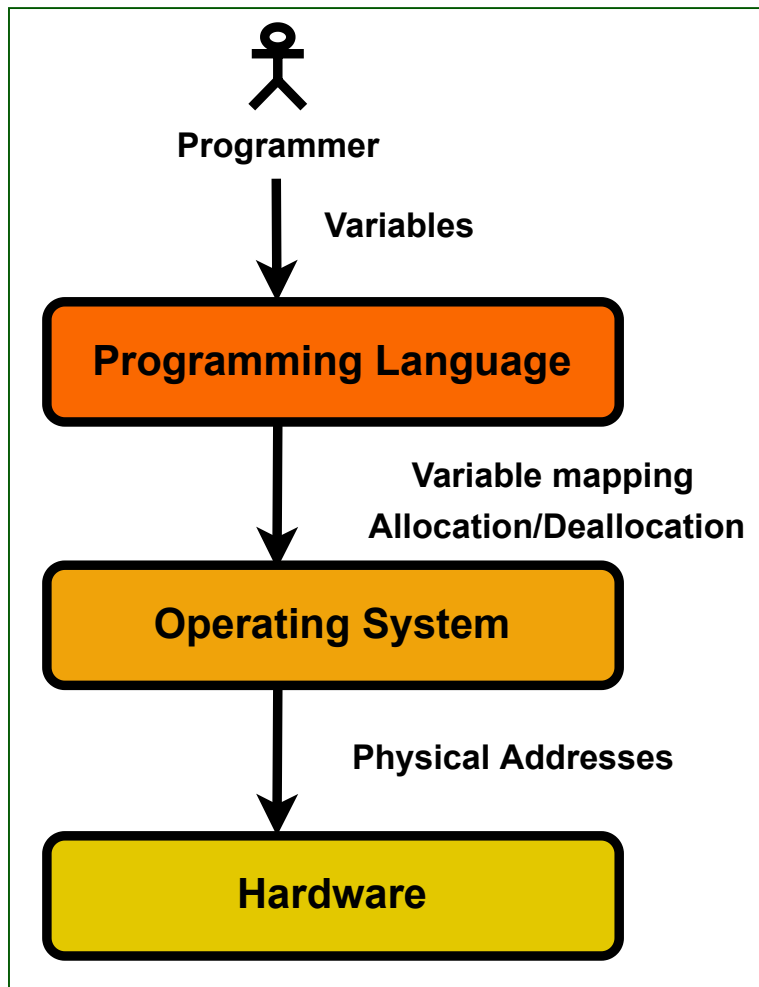 Programmer
Variables
Programming Language
Variable mapping
Allocation/Deallocation
Operating System
Physical Addresses
Hardware